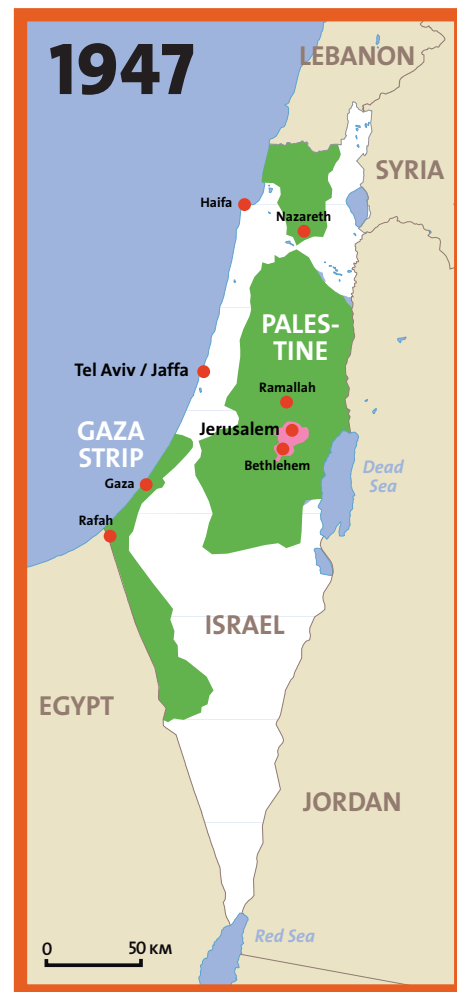 1947
LEBANON
SYRIA
Haifa
Nazareth
PALES-
TINE
Tel Aviv / Jaffa
Ramallah
GAZA
STRIP
Jerusalem
Bethlehem
Dead
Sea
Gaza
Rafah
ISRAEL
EGYPT
JORDAN
Red Sea
0 50 KM